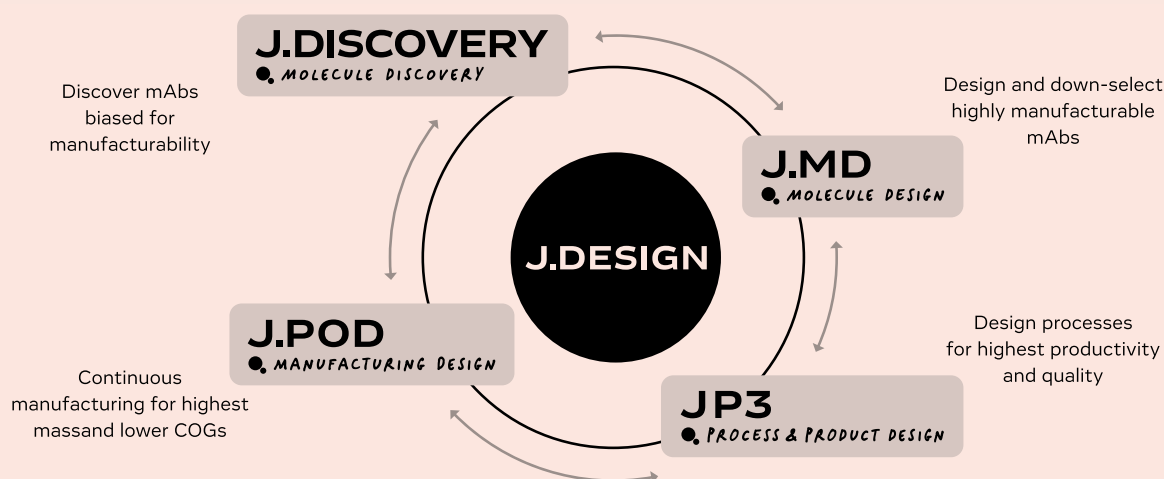 J.DISCOVERY
MOLECULE DISCOVERY
Discover mAbs
biased for
manufacturability
Design and down-select
highly manufacturable
mAbs
J.MD
MOLECULE DESIGN
J.DESIGN
J.POD
MANUFACTURING DESIGN
Design processes
for highest productivity
and quality
Continuous
manufacturing for highest
massand lower COGs
JP3
PROCESS & PRODUCT DESIGN